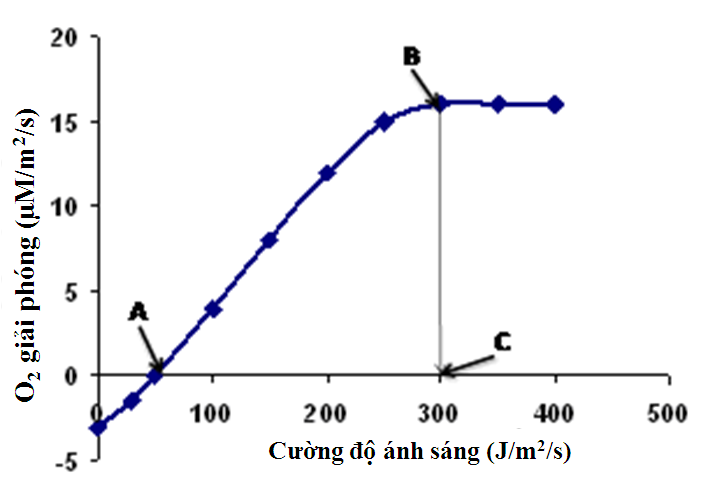 O₂ giải phóng (µM/m²/s)
20
15
10
5
0
-5
A
B
C
0 100 200 300 400 500
Cường độ ánh sáng (J/m²/s)